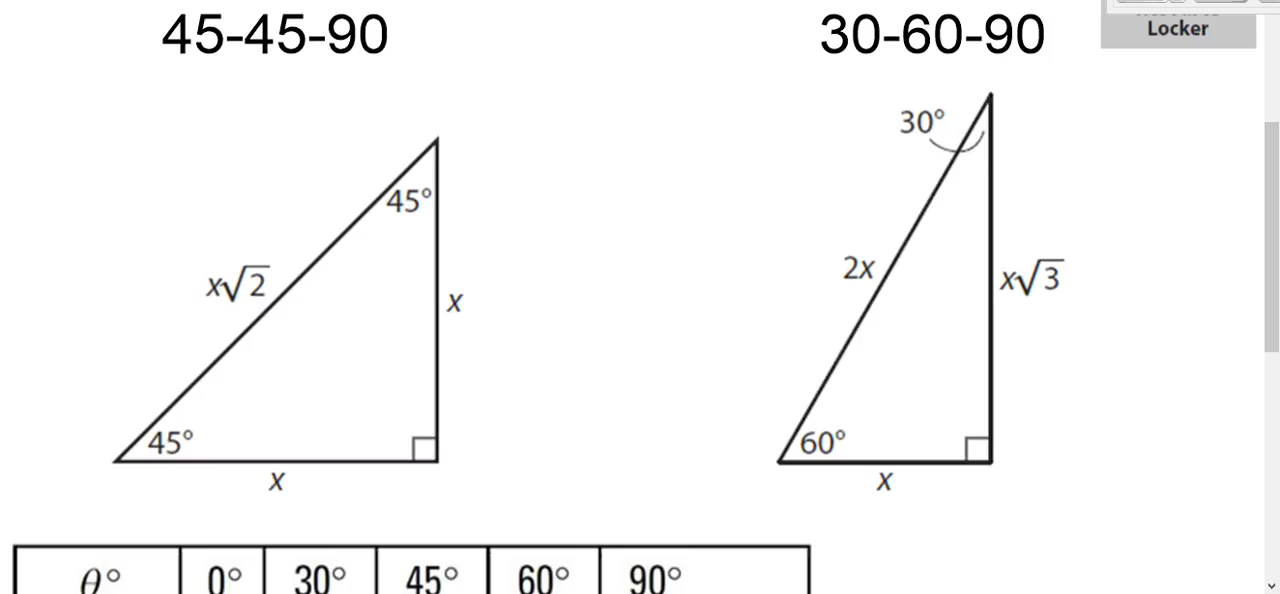 45-45-90
30-60-90
Locker
30°
45°
2x
x√3
x√2
x
45°
60°
x
x
θ° 0° 30° 45° 60° 90°